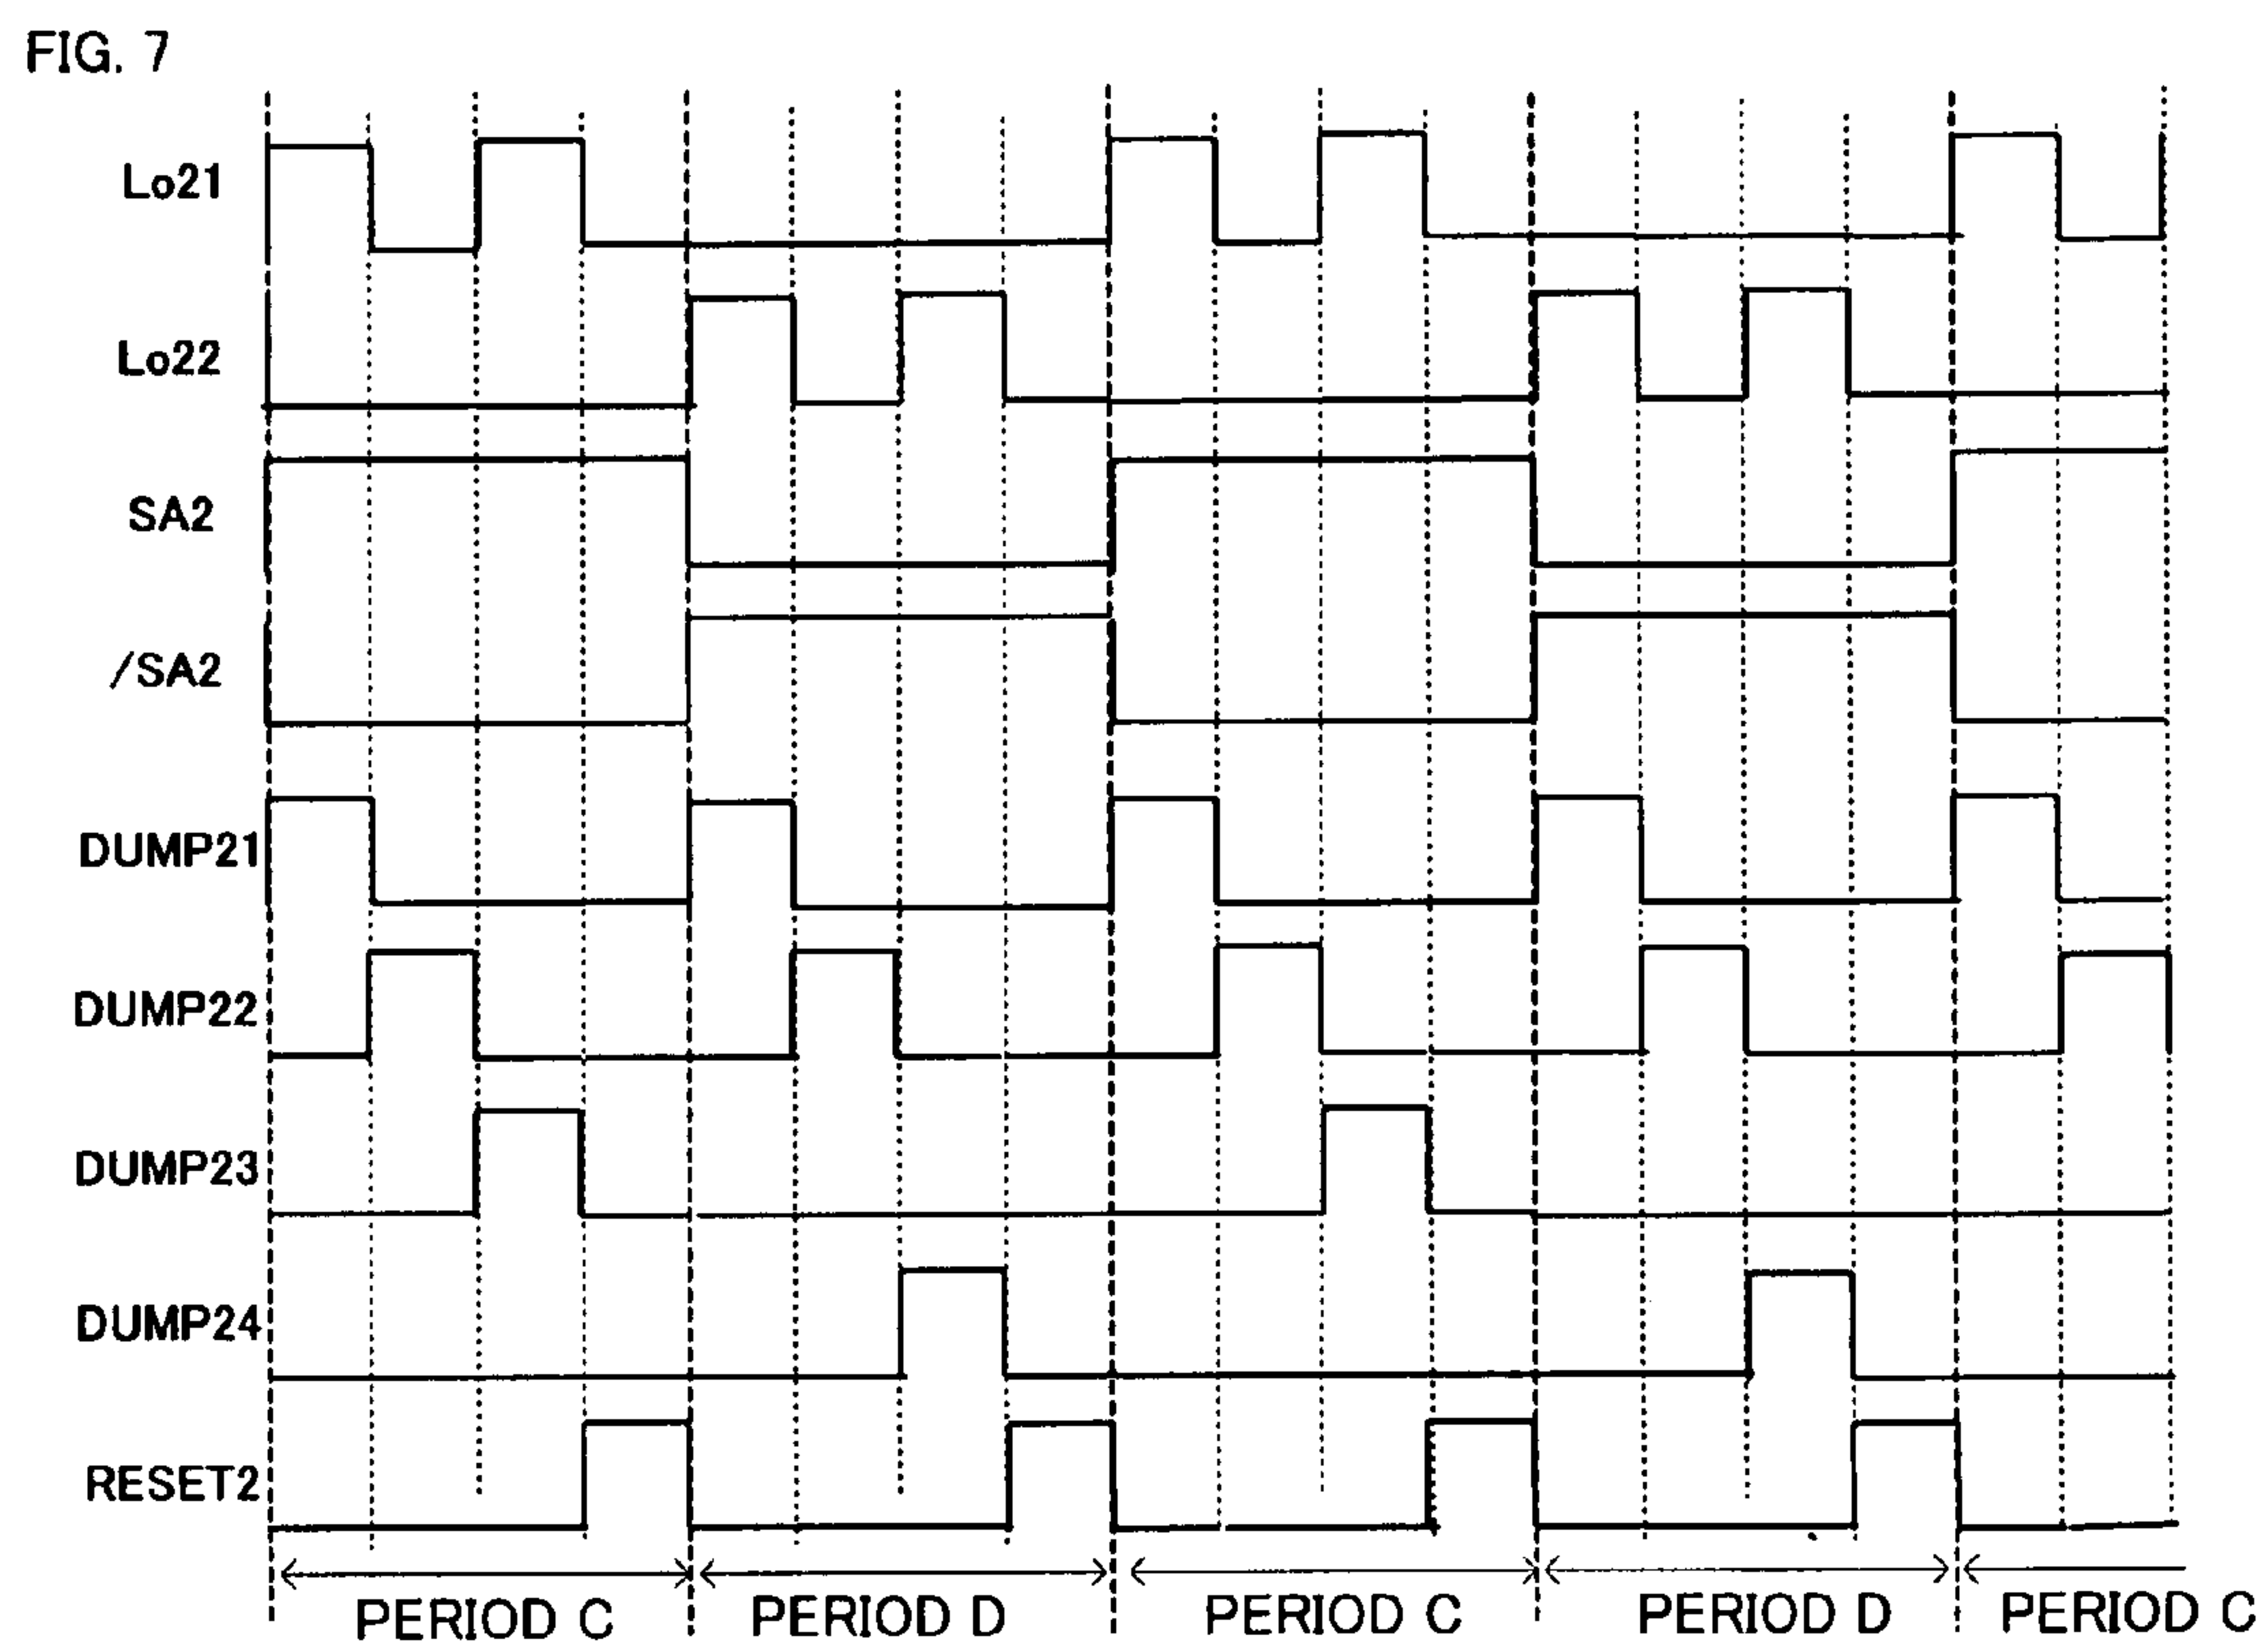 FIG. 7
Lo21
Lo22
SA2
/SA2
DUMP21
DUMP22
DUMP23
DUMP24
RESET2
PERIOD C PERIOD D PERIOD C PERIOD D PERIOD C